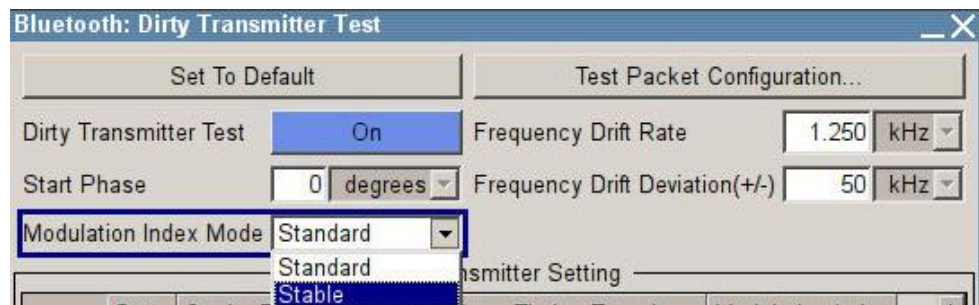 Bluetooth: Dirty Transmitter Test
Set To Default
Test Packet Configuration...
Dirty Transmitter Test On
Frequency Drift Rate 1.250 kHz
Start Phase 0 degrees
Frequency Drift Deviation(+/-) 50 kHz
Modulation Index Mode Standard
Standard
Setting
Stable